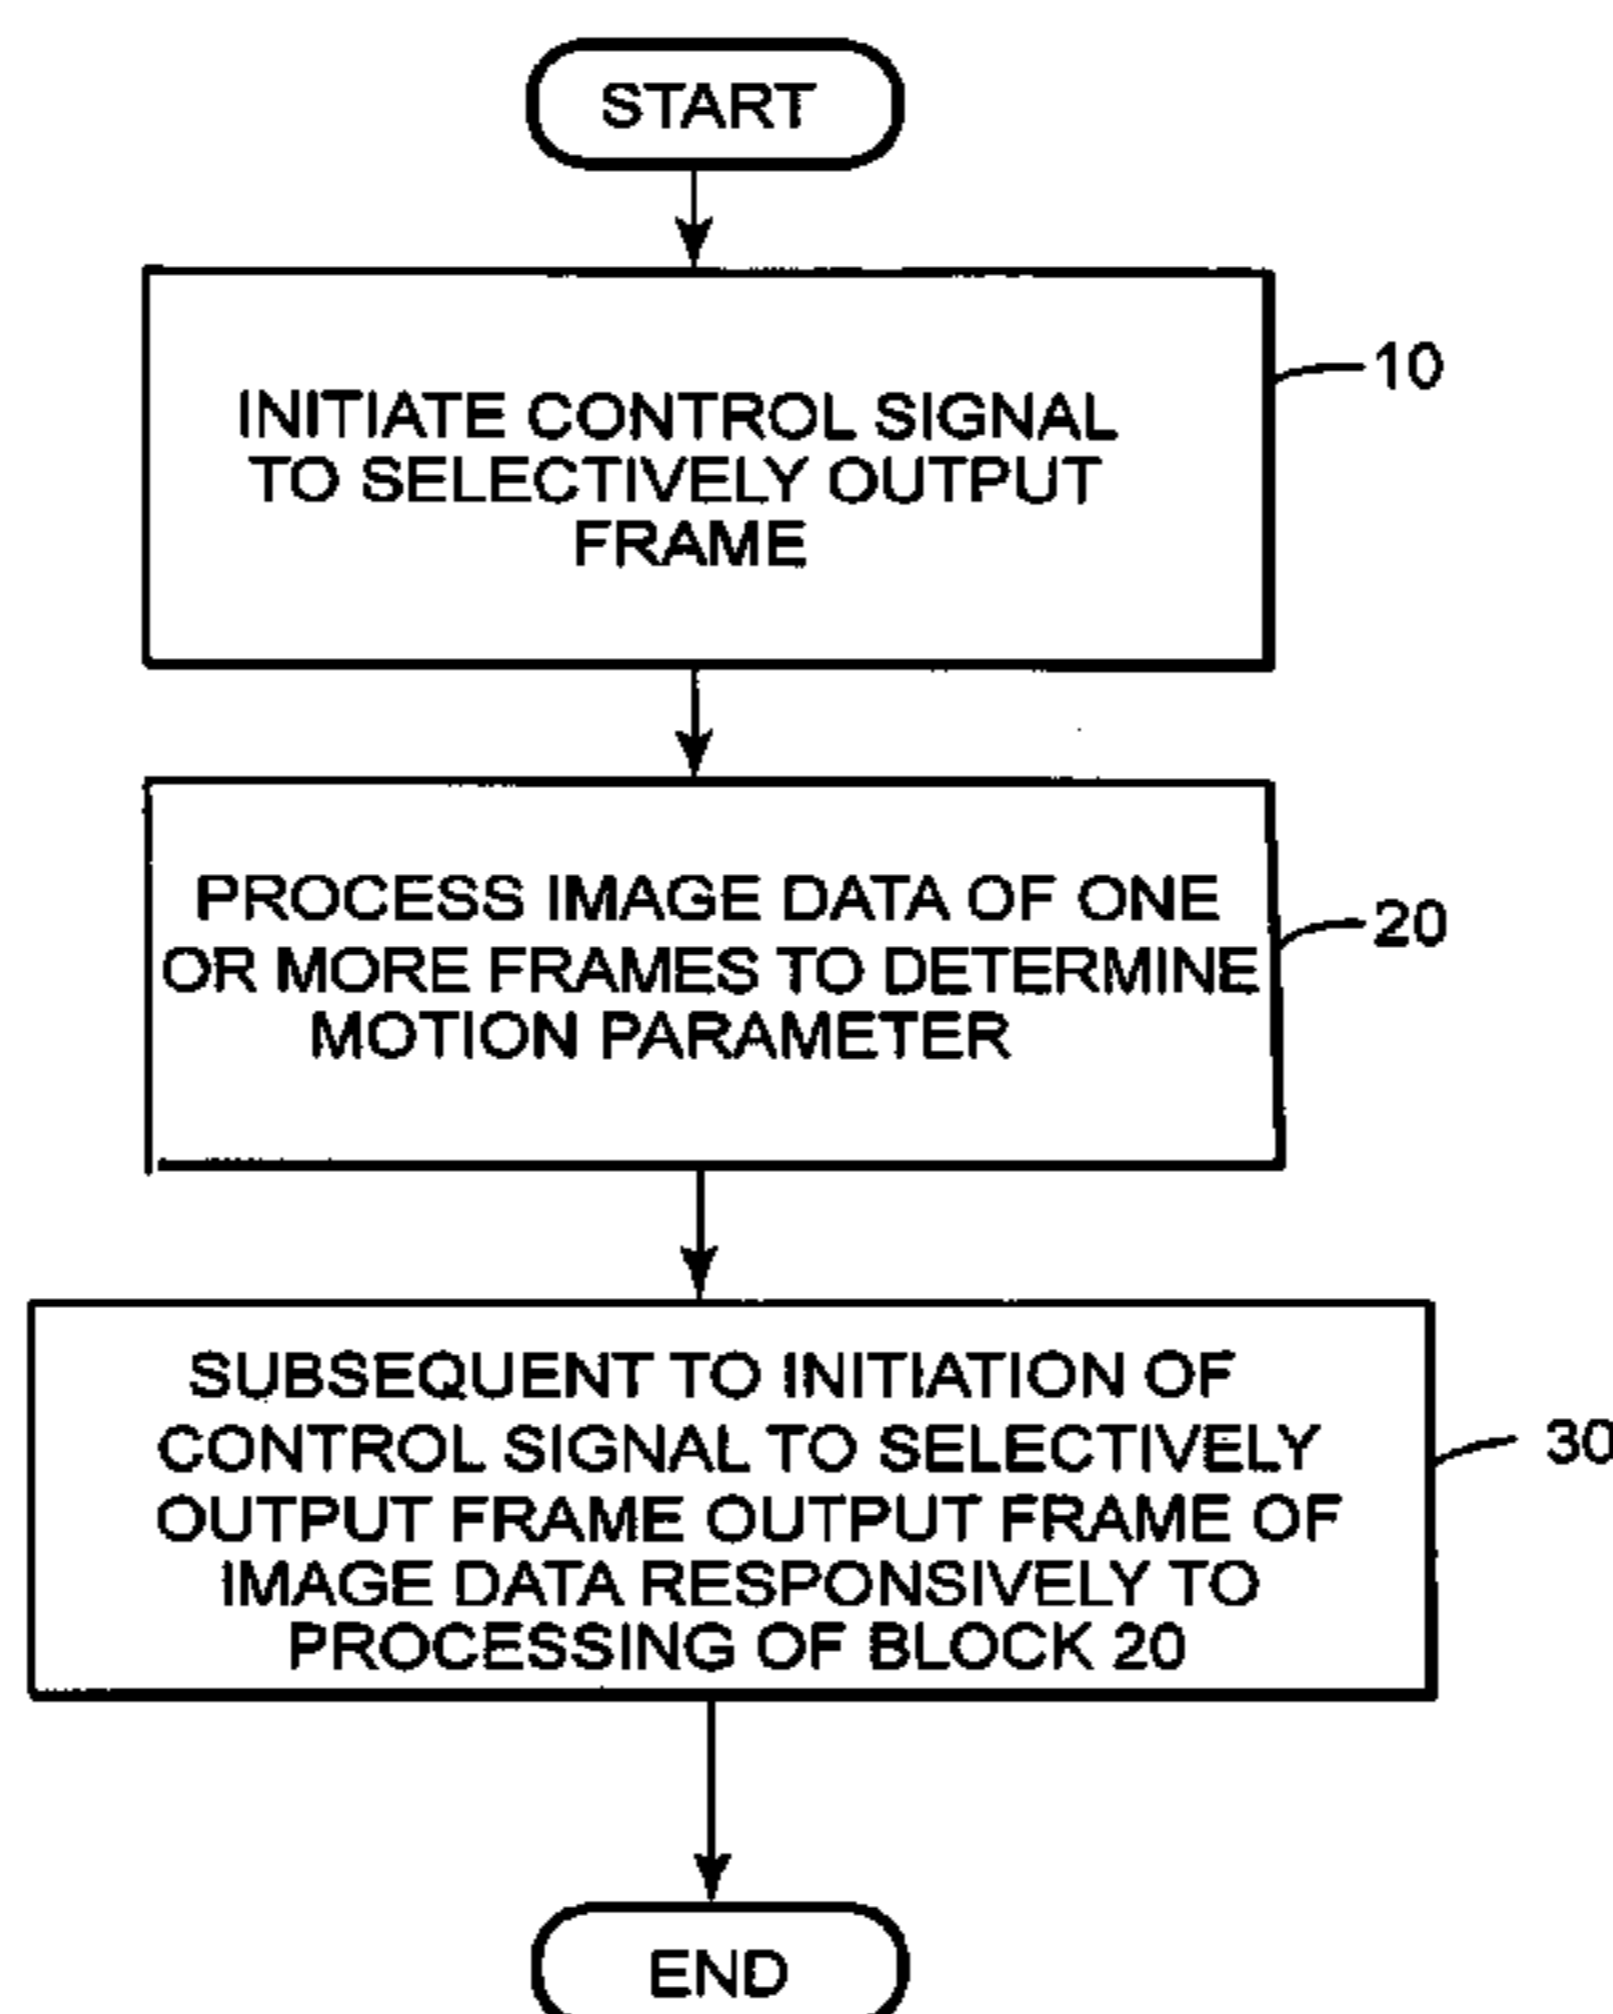 START
INITIATE CONTROL SIGNAL
TO SELECTIVELY OUTPUT
FRAME
10
PROCESS IMAGE DATA OF ONE
OR MORE FRAMES TO DETERMINE
MOTION PARAMETER
20
SUBSEQUENT TO INITIATION OF
CONTROL SIGNAL TO SELECTIVELY
OUTPUT FRAME OUTPUT FRAME OF
IMAGE DATA RESPONSIVELY TO
PROCESSING OF BLOCK 20
30
END